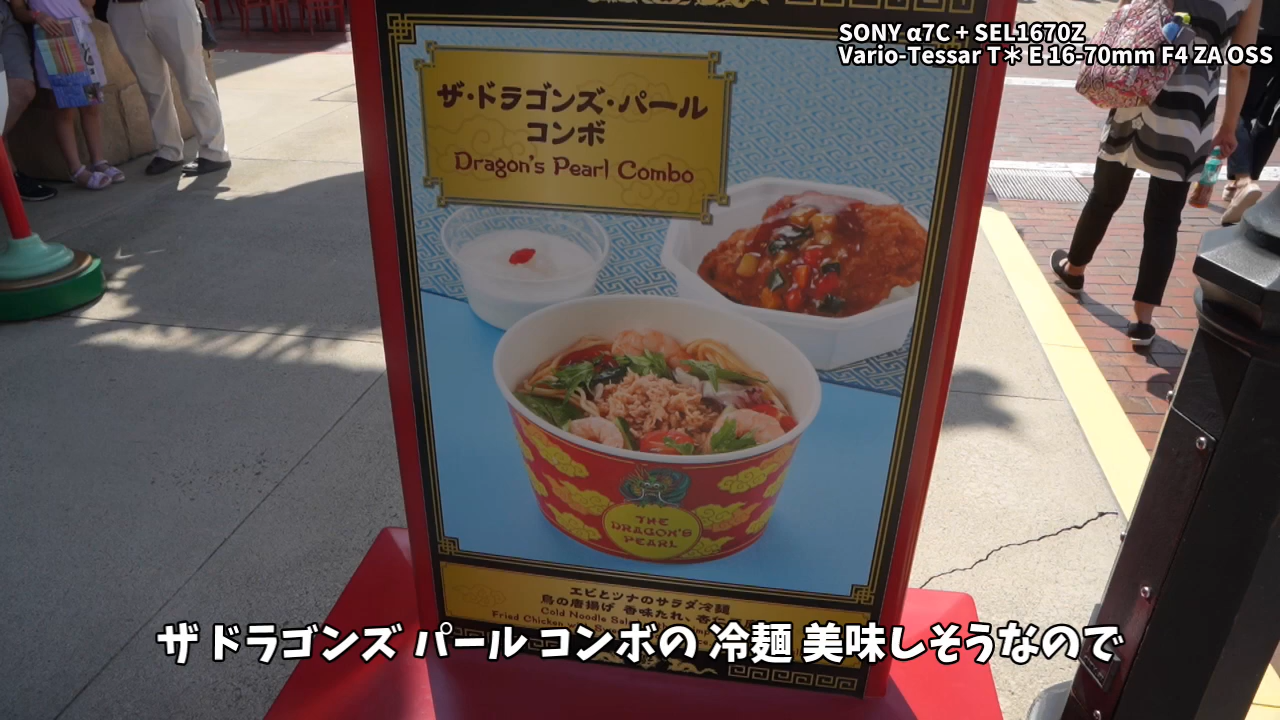 SONY α7C + SEL1670Z
Vario-Tessar T＊ E 16-70mm F4 ZA OSS
ザ・ドラゴンズ・パール
コンボ
Dragon's Pearl Combo
THE
DRAGON'S
PEARL
エビとツナのサラダ冷麺
鳥の唐揚げ 香味たれ、杏仁
Cold Noodle Sal
Fried Chicken
ザ ドラゴンズ パール コンボの 冷麺 美味しそうなので